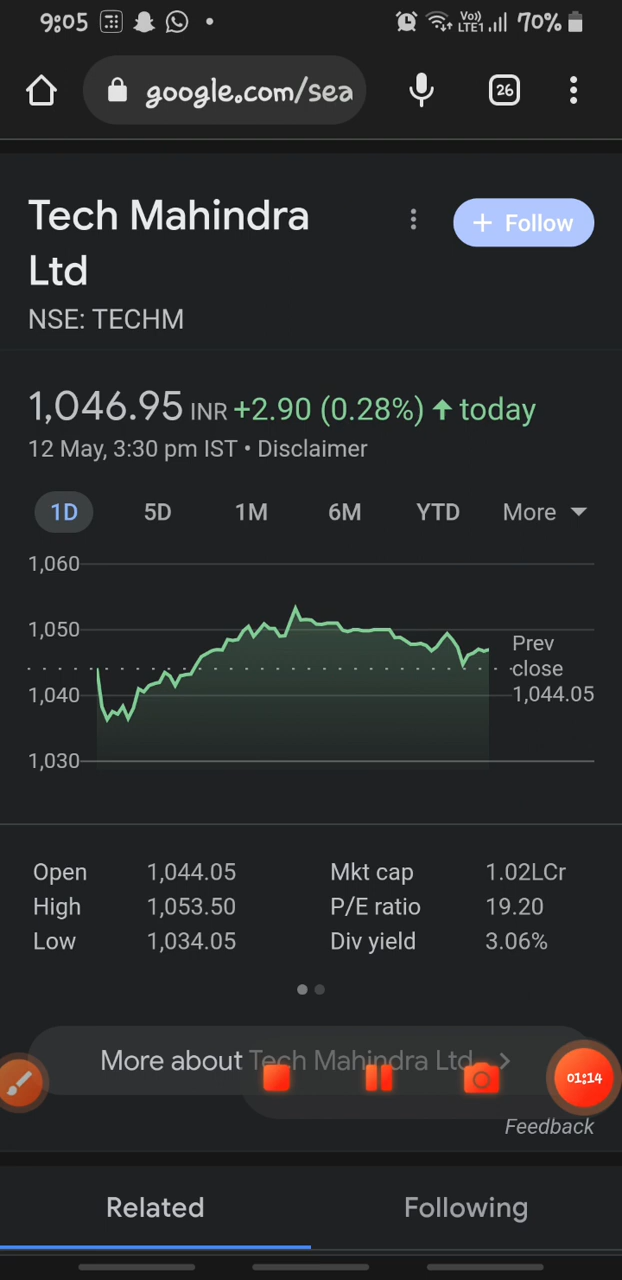 9:05 Vo)) LTE1 70%
google.com/sea 26
Tech Mahindra
Ltd
+ Follow
NSE: TECHM
1,046.95 INR +2.90 (0.28%) ↑ today
12 May, 3:30 pm IST • Disclaimer
1D 5D 1M 6M YTD More
1,060
1,050
1,040
1,030
Prev
close
1,044.05
Open 1,044.05 Mkt cap 1.02LCr
High 1,053.50 P/E ratio 19.20
Low 1,034.05 Div yield 3.06%
More about Tech Mahindra Ltd
01:14
Feedback
Related Following